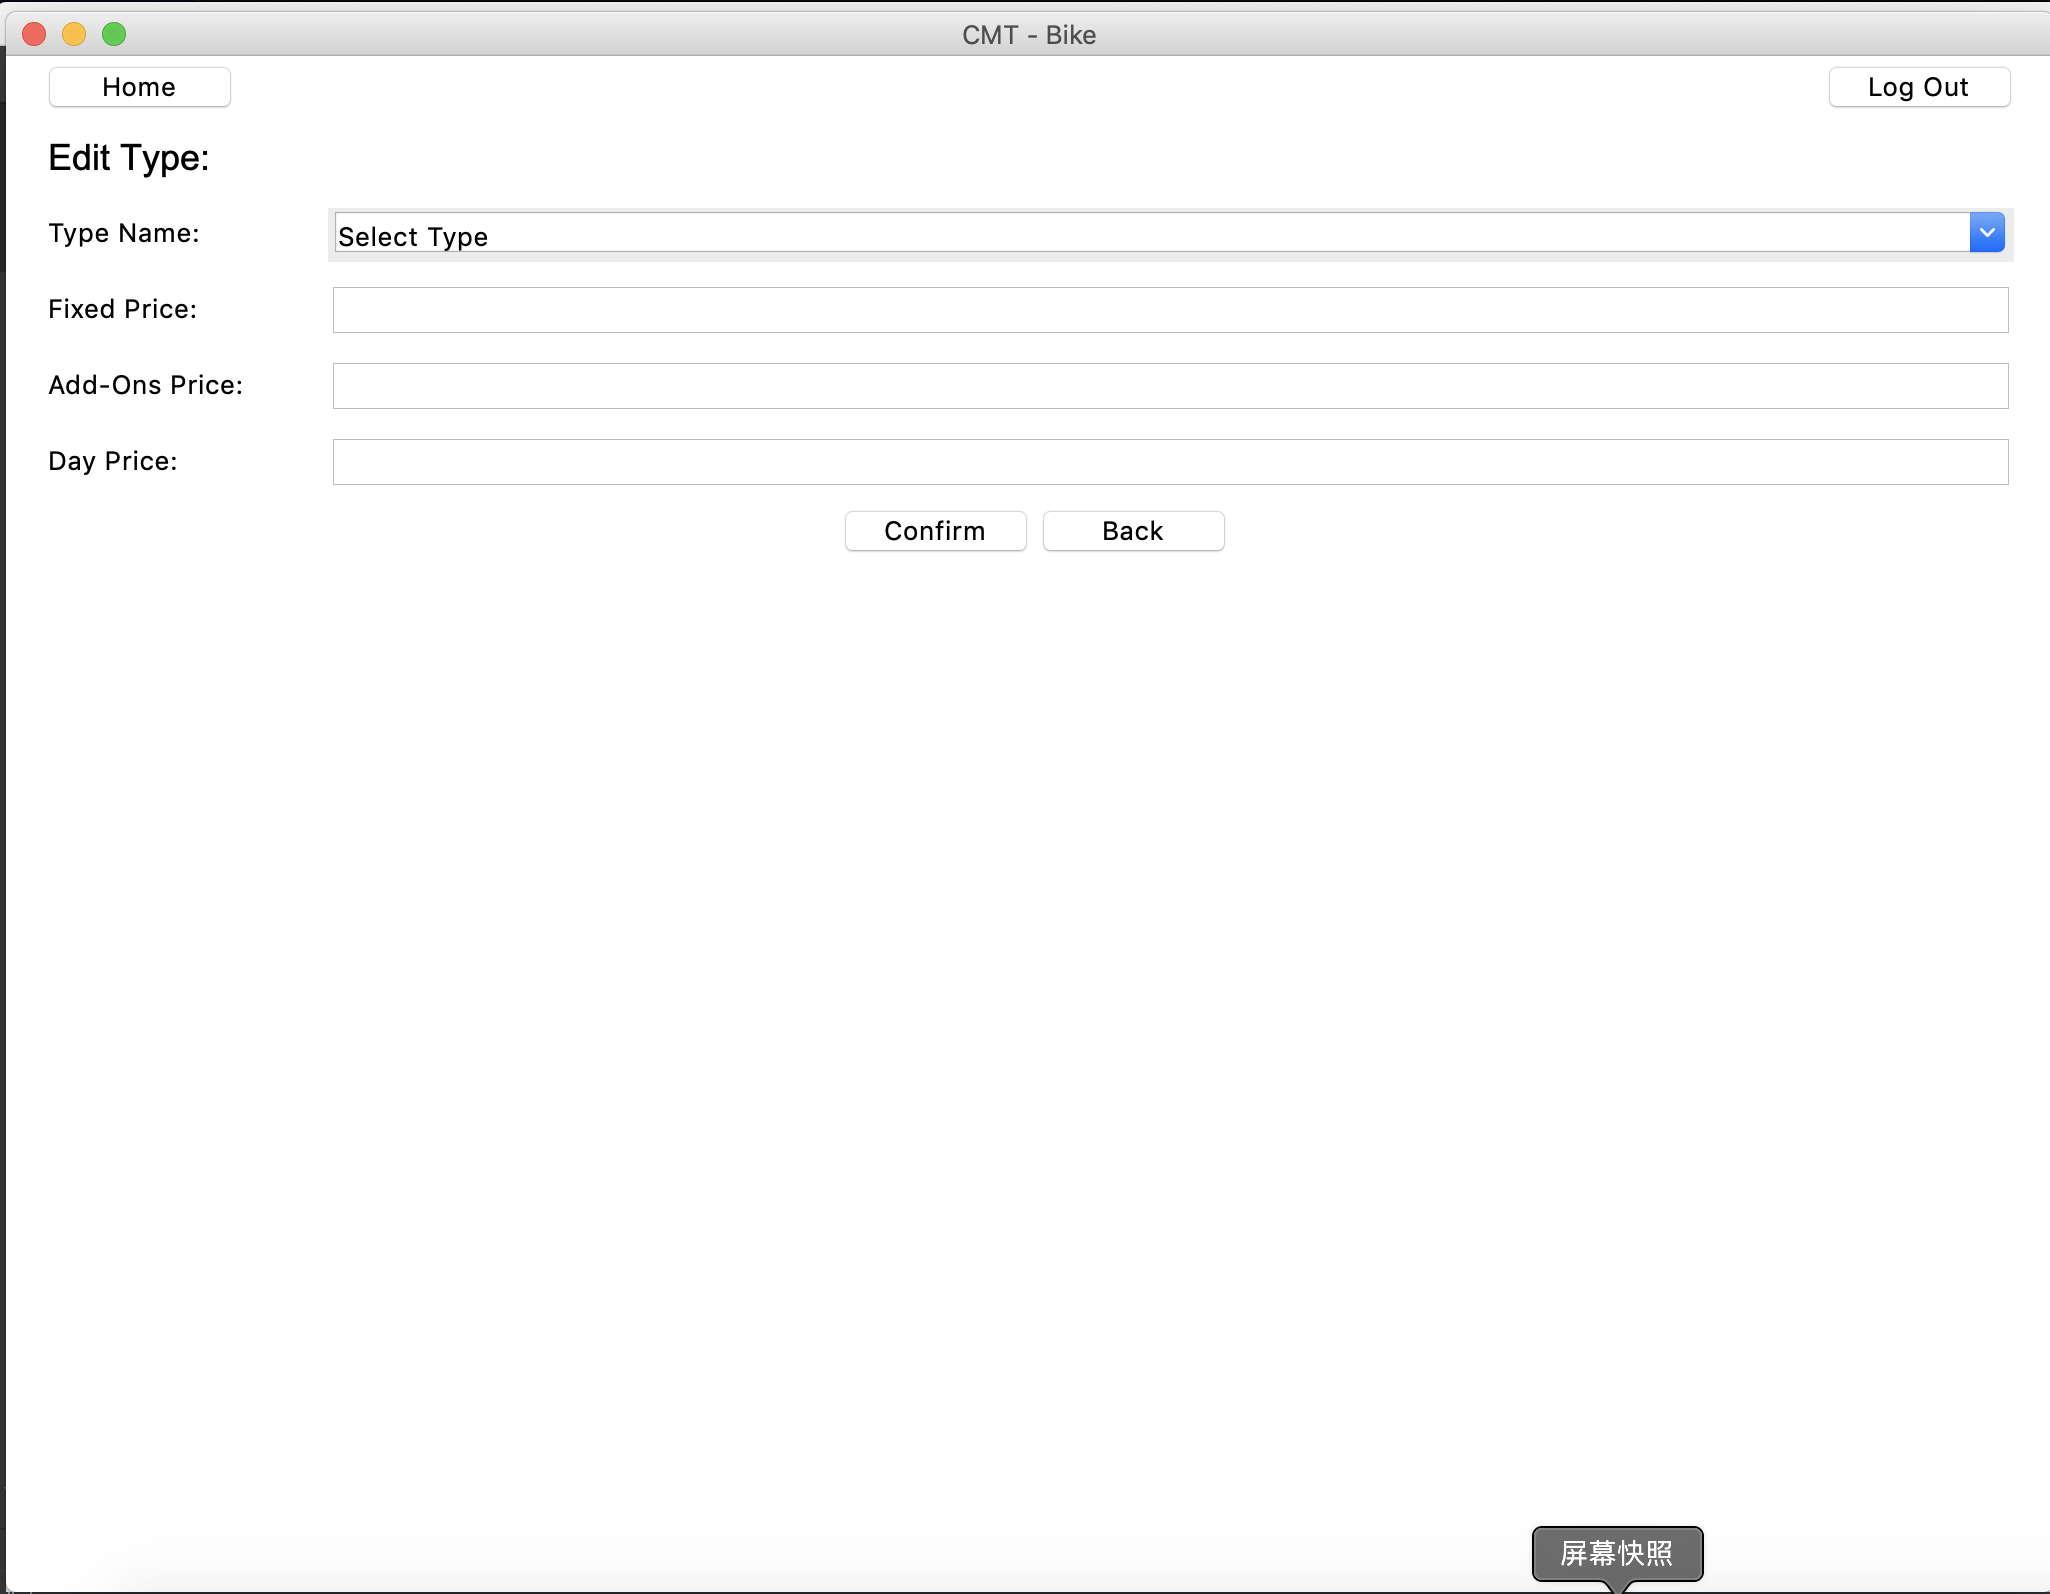 CMT - Bike
Home
Log Out
Edit Type:
Type Name:
Select Type
Fixed Price:
Add-Ons Price:
Day Price:
Confirm
Back
屏幕快照